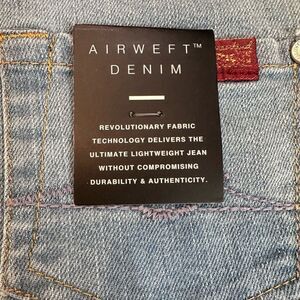 AIRWEFT™
DENIM
REVOLUTIONARY FABRIC
TECHNOLOGY DELIVERS THE
ULTIMATE LIGHTWEIGHT JEAN
WITHOUT COMPROMISING
DURABILITY & AUTHENTICITY.